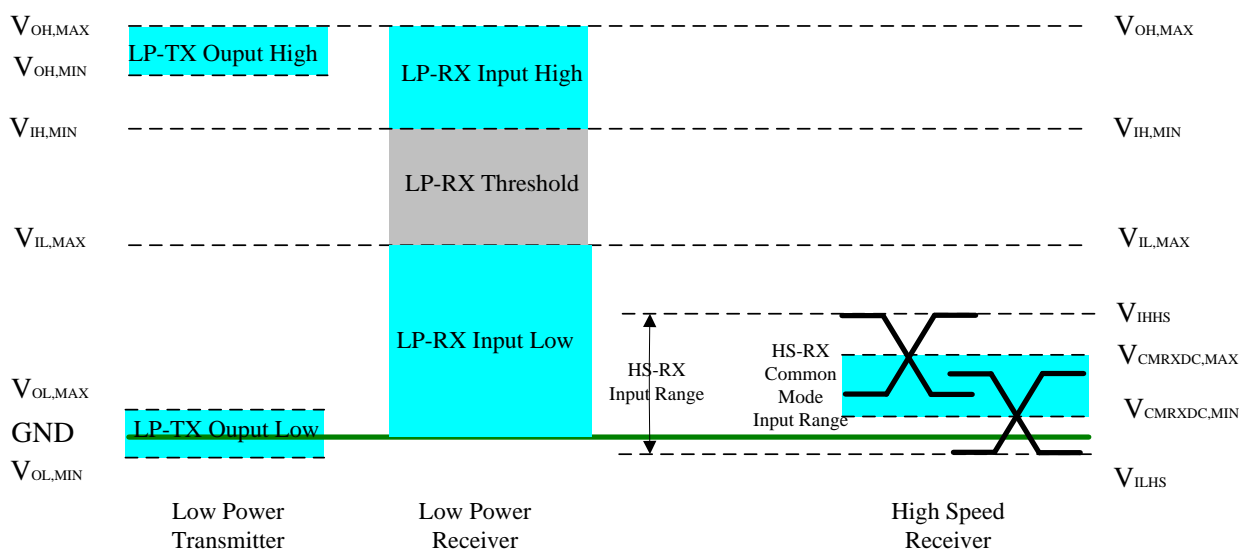 VOH,MAX
LP-TX Ouput High
VOH,MIN
VIH,MIN
VIL,MAX
VOL,MAX
GND
LP-TX Ouput Low
VOL,MIN
LP-RX Input High
LP-RX Threshold
LP-RX Input Low
HS-RX
Input Range
HS-RX
Common
Mode
Input Range
VOH,MAX
VIH,MIN
VIL,MAX
VIHHS
VCMRXDC,MAX
VCMRXDC,MIN
VILHS
Low Power
Transmitter
Low Power
Receiver
High Speed
Receiver